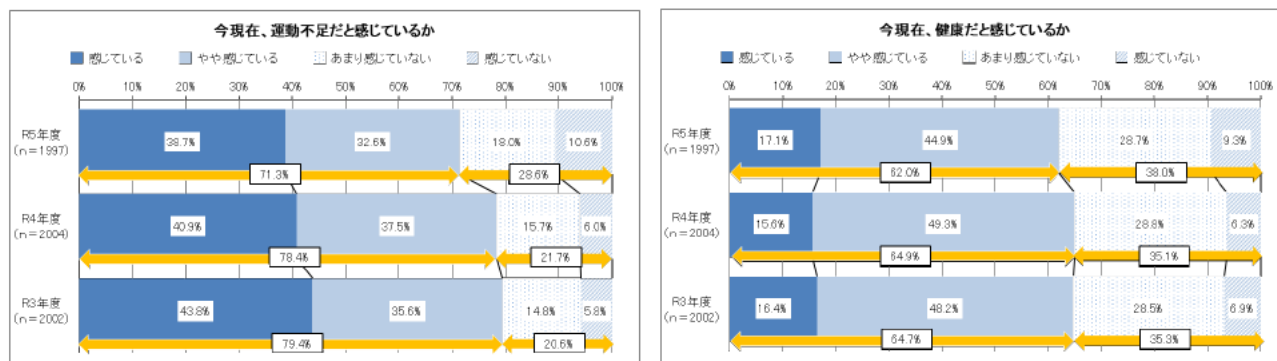 今現在、運動不足だと感じているか
感じている やや感じている あまり感じていない 感じていない
0% 10% 20% 30% 40% 50% 60% 70% 80% 90% 100%
R5年度
(n=1997)
38.7% 32.6% 18.0% 10.6%
71.3% 28.6%
R4年度
(n=2004)
40.9% 37.5% 15.7% 6.0%
78.4% 21.7%
R3年度
(n=2002)
43.8% 35.6% 14.8% 5.8%
79.4% 20.6%
今現在、健康だと感じているか
感じている やや感じている あまり感じていない 感じていない
0% 10% 20% 30% 40% 50% 60% 70% 80% 90% 100%
R5年度
(n=1997)
17.1% 44.9% 28.7% 9.3%
62.0% 38.0%
R4年度
(n=2004)
15.6% 49.3% 28.8% 6.3%
64.9% 35.1%
R3年度
(n=2002)
16.4% 48.2% 28.5% 6.9%
64.7% 35.3%